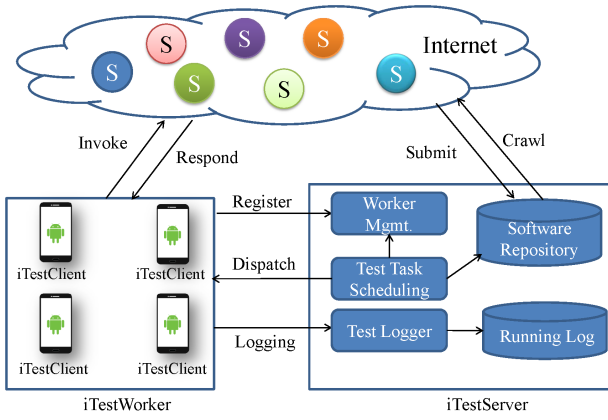 Internet
S
S
S
S
S
S
S
Invoke
Respond
Submit
Crawl
iTestClient
iTestClient
iTestClient
iTestClient
Register
Dispatch
Logging
Worker
Mgmt.
Test Task
Scheduling
Test Logger
Software
Repository
Running Log
iTestWorker
iTestServer